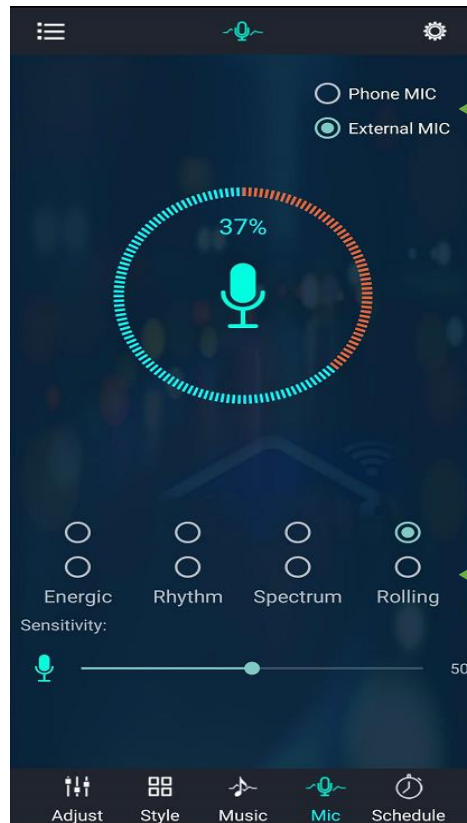 Phone MIC
External MIC
37%
Energic Rhythm Spectrum Rolling
Sensitivity:
50
Adjust Style Music Mic Schedule